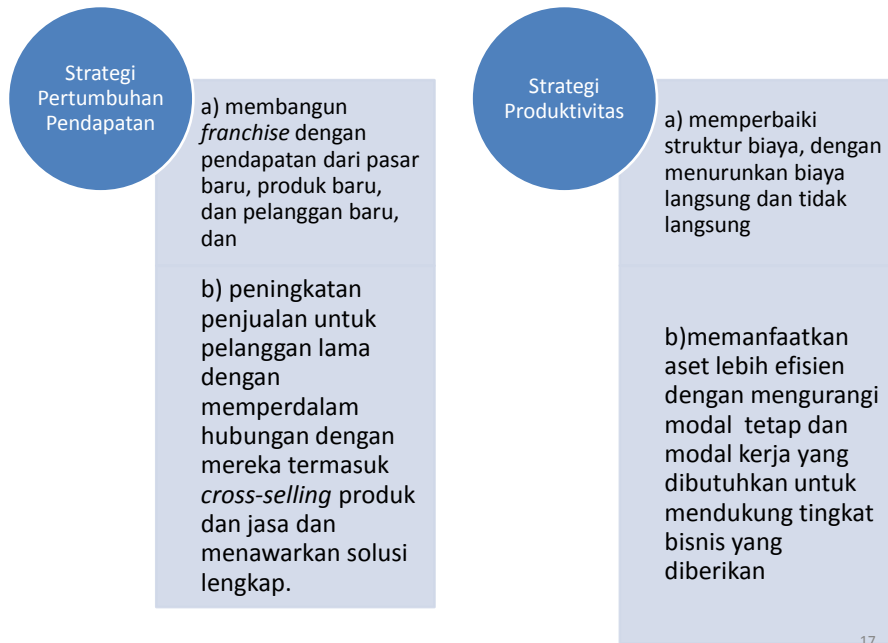 Strategi
Pertumbuhan
Pendapatan
a) membangun
franchise dengan
pendapatan dari pasar
baru, produk baru,
dan pelanggan baru,
dan
b) peningkatan
penjualan untuk
pelanggan lama
dengan
memperdalam
hubungan dengan
mereka termasuk
cross-selling produk
dan jasa dan
menawarkan solusi
lengkap.
Strategi
Produktivitas
a) memperbaiki
struktur biaya, dengan
menurunkan biaya
langsung dan tidak
langsung
b)memanfaatkan
aset lebih efisien
dengan mengurangi
modal tetap dan
modal kerja yang
dibutuhkan untuk
mendukung tingkat
bisnis yang
diberikan
17